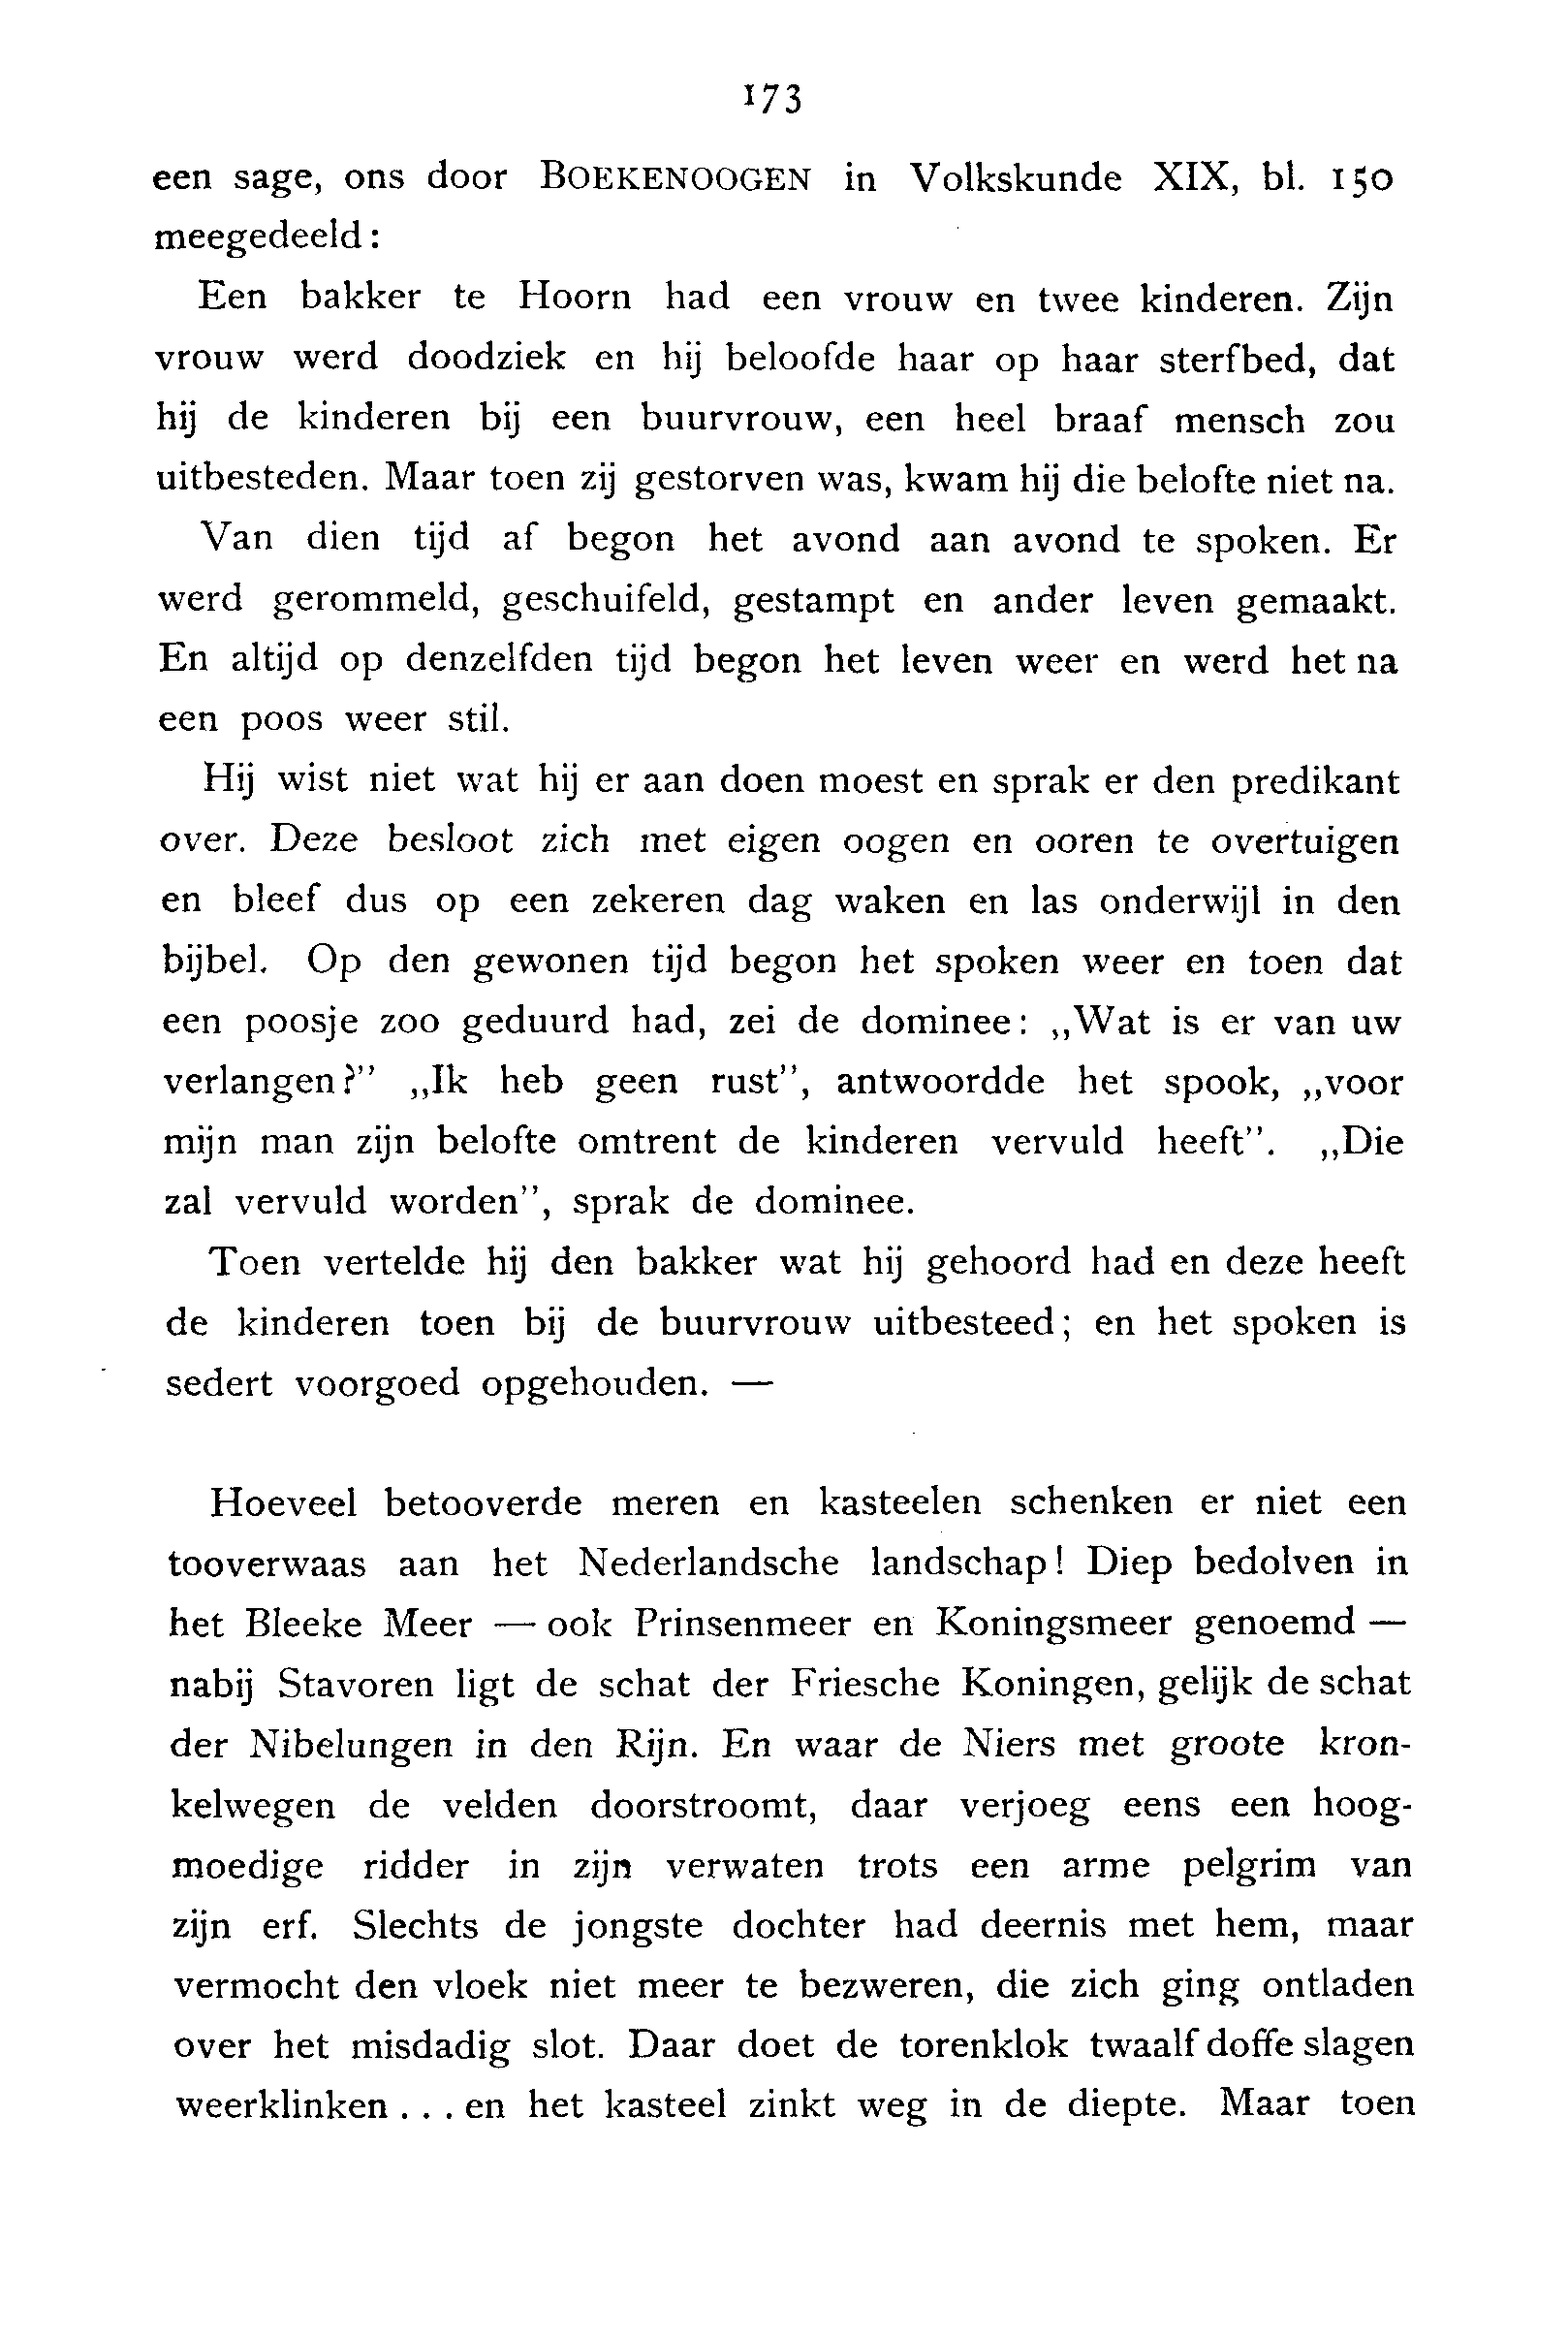 173
een sage, ons door BOEKENOOGEN in Volkskunde XIX, bl. 150
meegedeeld:
Een bakker te Hoorn had een vrouw en twee kinderen. Zijn
vrouw werd doodziek en hij beloofde haar op haar sterfbed, dat
hij de kinderen bij een buurvrouw, een heel braaf mensch zou
uitbesteden. Maar toen zij gestorven was, kwam hij die belofte niet na.
Van dien tijd af begon het avond aan avond te spoken. Er
werd gerommeld, geschuifeld, gestampt en ander leven gemaakt.
En altijd op denzelfden tijd begon het leven weer en werd het na
een poos weer stil.
Hij wist niet wat hij er aan doen moest en sprak er den predikant
over. Deze besloot zich met eigen oogen en ooren te overtuigen
en bleef dus op een zekeren dag waken en las onderwijl in den
bijbel. Op den gewonen tijd begon het spoken weer en toen dat
een poosje zoo geduurd had, zei de dominee: „Wat is er van uw
verlangen?” „Ik heb geen rust”, antwoordde het spook, „voor
mijn man zijn belofte omtrent de kinderen vervuld heeft”. „Die
zal vervuld worden”, sprak de dominee.
Toen vertelde hij den bakker wat hij gehoord had en deze heeft
de kinderen toen bij de buurvrouw uitbesteed; en het spoken is
sedert voorgoed opgehouden. —
Hoeveel betooverde meren en kasteelen schenken er niet een
tooverwaas aan het Nederlandsche landschap! Diep bedolven in
het Bleeke Meer — ook Prinsenmeer en Koningsmeer genoemd —
nabij Stavoren ligt de schat der Friesche Koningen, gelijk de schat
der Nibelungen in den Rijn. En waar de Niers met groote kron-
kelwegen de velden doorstroomt, daar verjoeg eens een hoog-
moedige ridder in zijn verwaten trots een arme pelgrim van
zijn erf. Slechts de jongste dochter had deernis met hem, maar
vermocht den vloek niet meer te bezweren, die zich ging ontladen
over het misdadig slot. Daar doet de torenklok twaalf doffe slagen
weerklinken . . . en het kasteel zinkt weg in de diepte. Maar toen